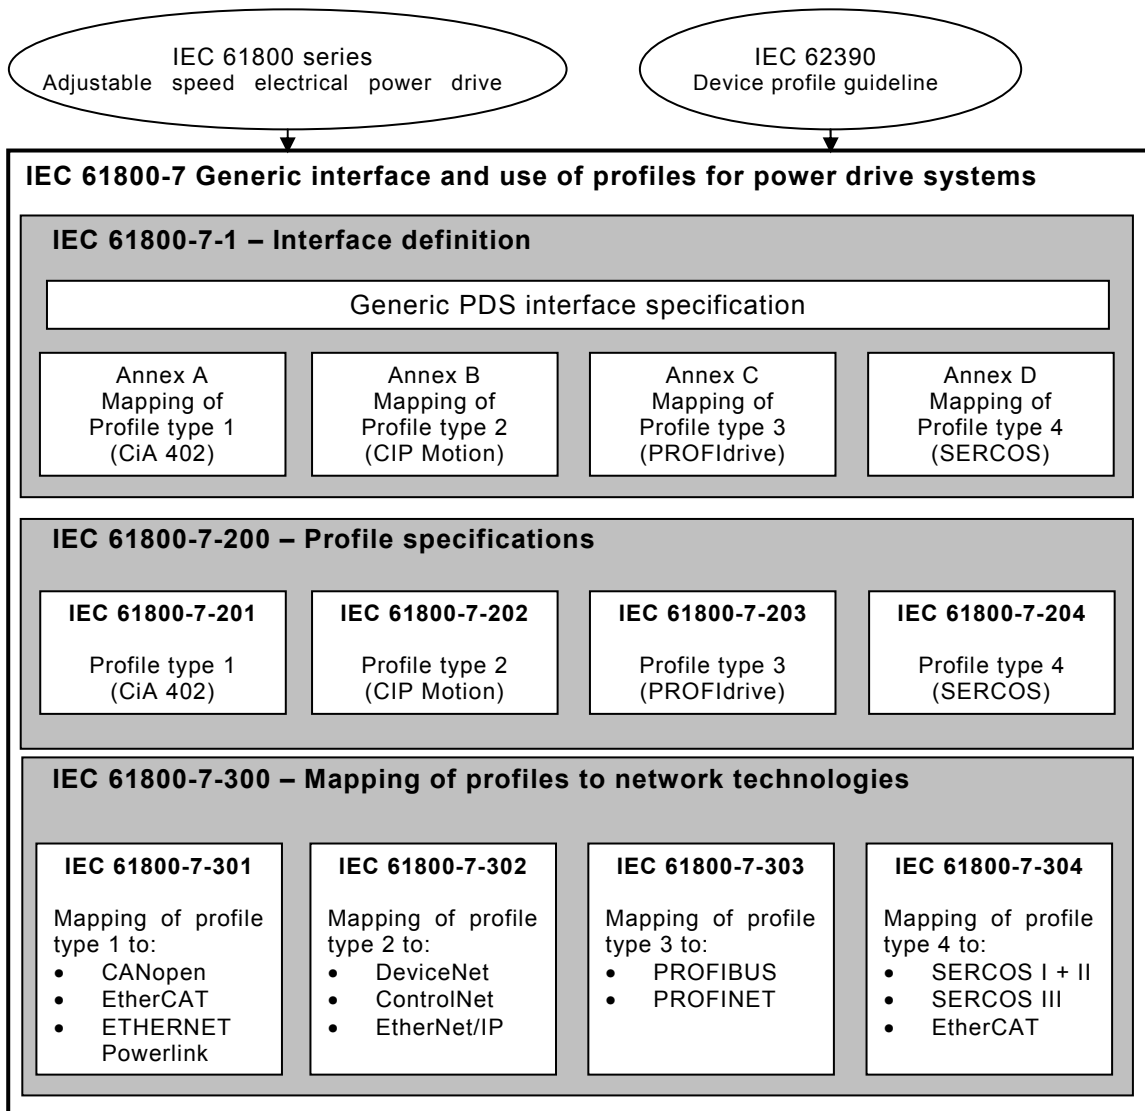 IEC 61800 series
Adjustable speed electrical power drive
IEC 62390
Device profile guideline
IEC 61800-7 Generic interface and use of profiles for power drive systems
IEC 61800-7-1 – Interface definition
Generic PDS interface specification
Annex A
Mapping of
Profile type 1
(CiA 402)
Annex B
Mapping of
Profile type 2
(CIP Motion)
Annex C
Mapping of
Profile type 3
(PROFIdrive)
Annex D
Mapping of
Profile type 4
(SERCOS)
IEC 61800-7-200 – Profile specifications
IEC 61800-7-201
Profile type 1
(CiA 402)
IEC 61800-7-202
Profile type 2
(CIP Motion)
IEC 61800-7-203
Profile type 3
(PROFIdrive)
IEC 61800-7-204
Profile type 4
(SERCOS)
IEC 61800-7-300 – Mapping of profiles to network technologies
IEC 61800-7-301
Mapping of profile
type 1 to:
• CANopen
• EtherCAT
• ETHERNET
Powerlink
IEC 61800-7-302
Mapping of profile
type 2 to:
• DeviceNet
• ControlNet
• EtherNet/IP
IEC 61800-7-303
Mapping of profile
type 3 to:
• PROFIBUS
• PROFINET
IEC 61800-7-304
Mapping of profile
type 4 to:
• SERCOS I + II
• SERCOS III
• EtherCAT